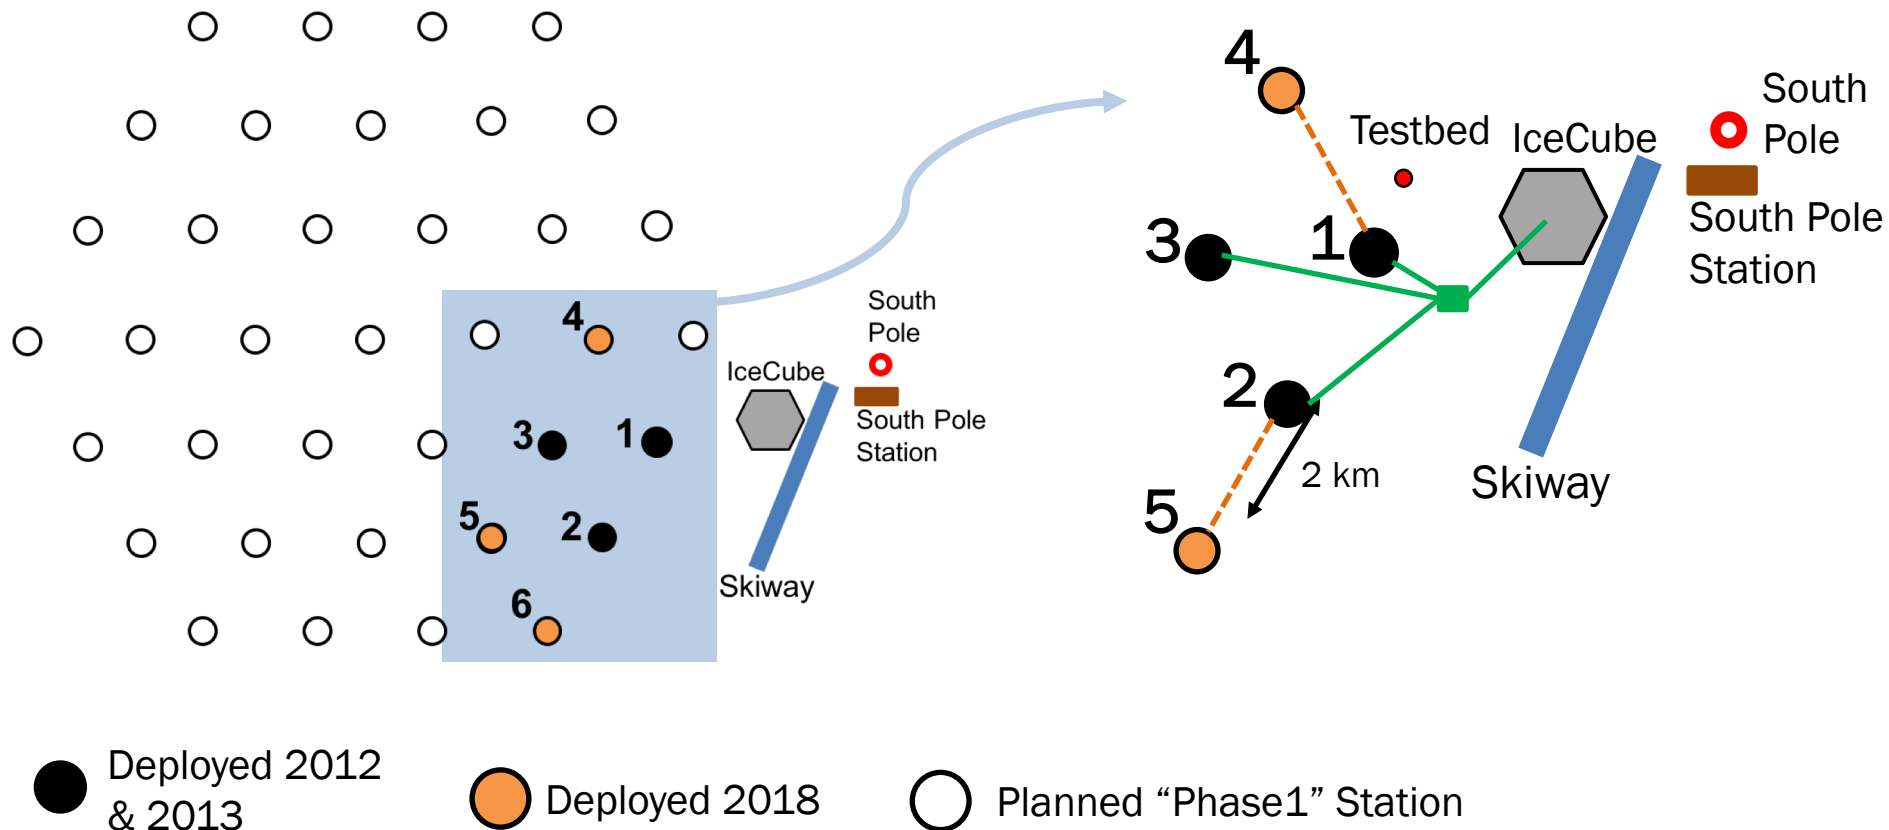 4
South
Pole
Testbed
IceCube
3
1
South Pole
Station
2
2 km
Skiway
5
4
South
Pole
IceCube
South Pole
Station
3
1
5
2
Skiway
6
Deployed 2012
& 2013
Deployed 2018
Planned “Phase1” Station